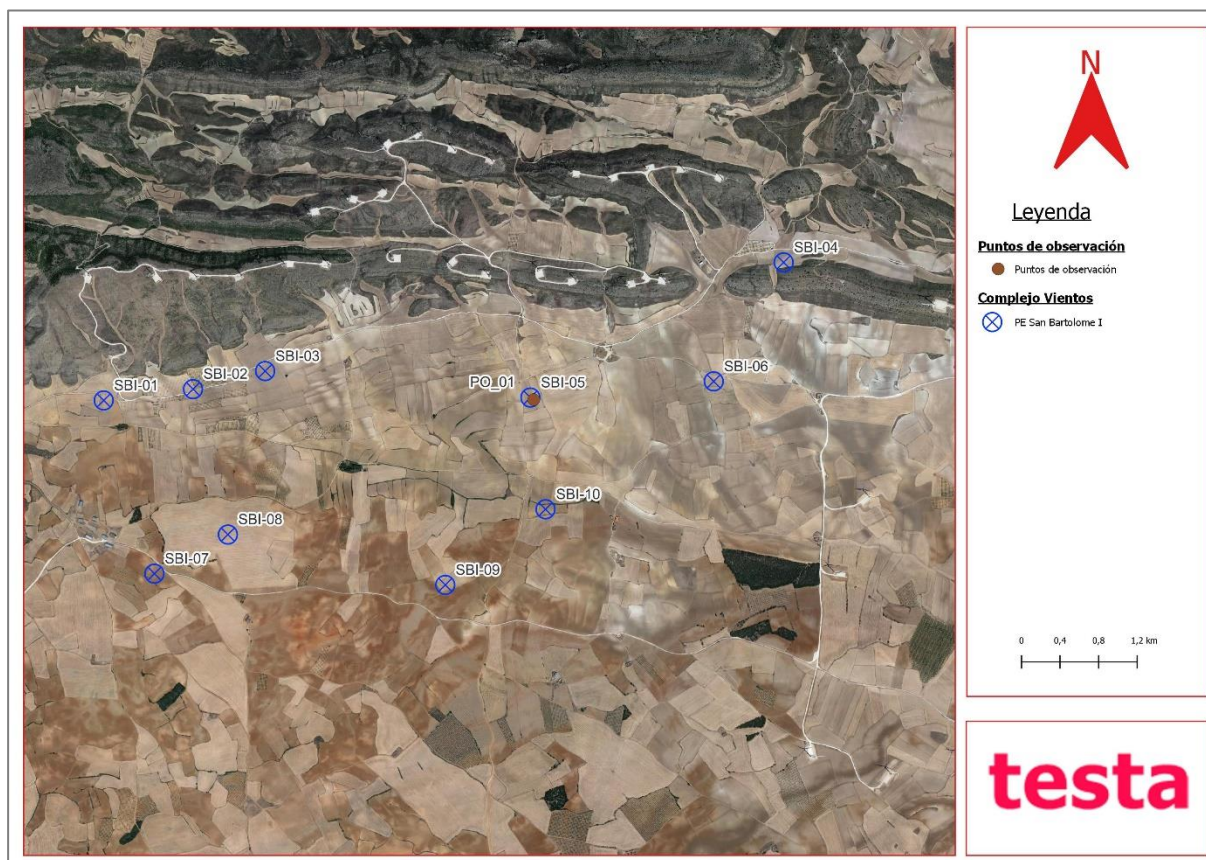 SBI-04
SBI-03
SBI-06
SBI-02
SBI-01
PO_01
SBI-05
SBI-10
SBI-08
SBI-07
SBI-09
N
Leyenda
Puntos de observación
Puntos de observación
Complejo Vientos
PE San Bartolome I
0 0,4 0,8 1,2 km
testa